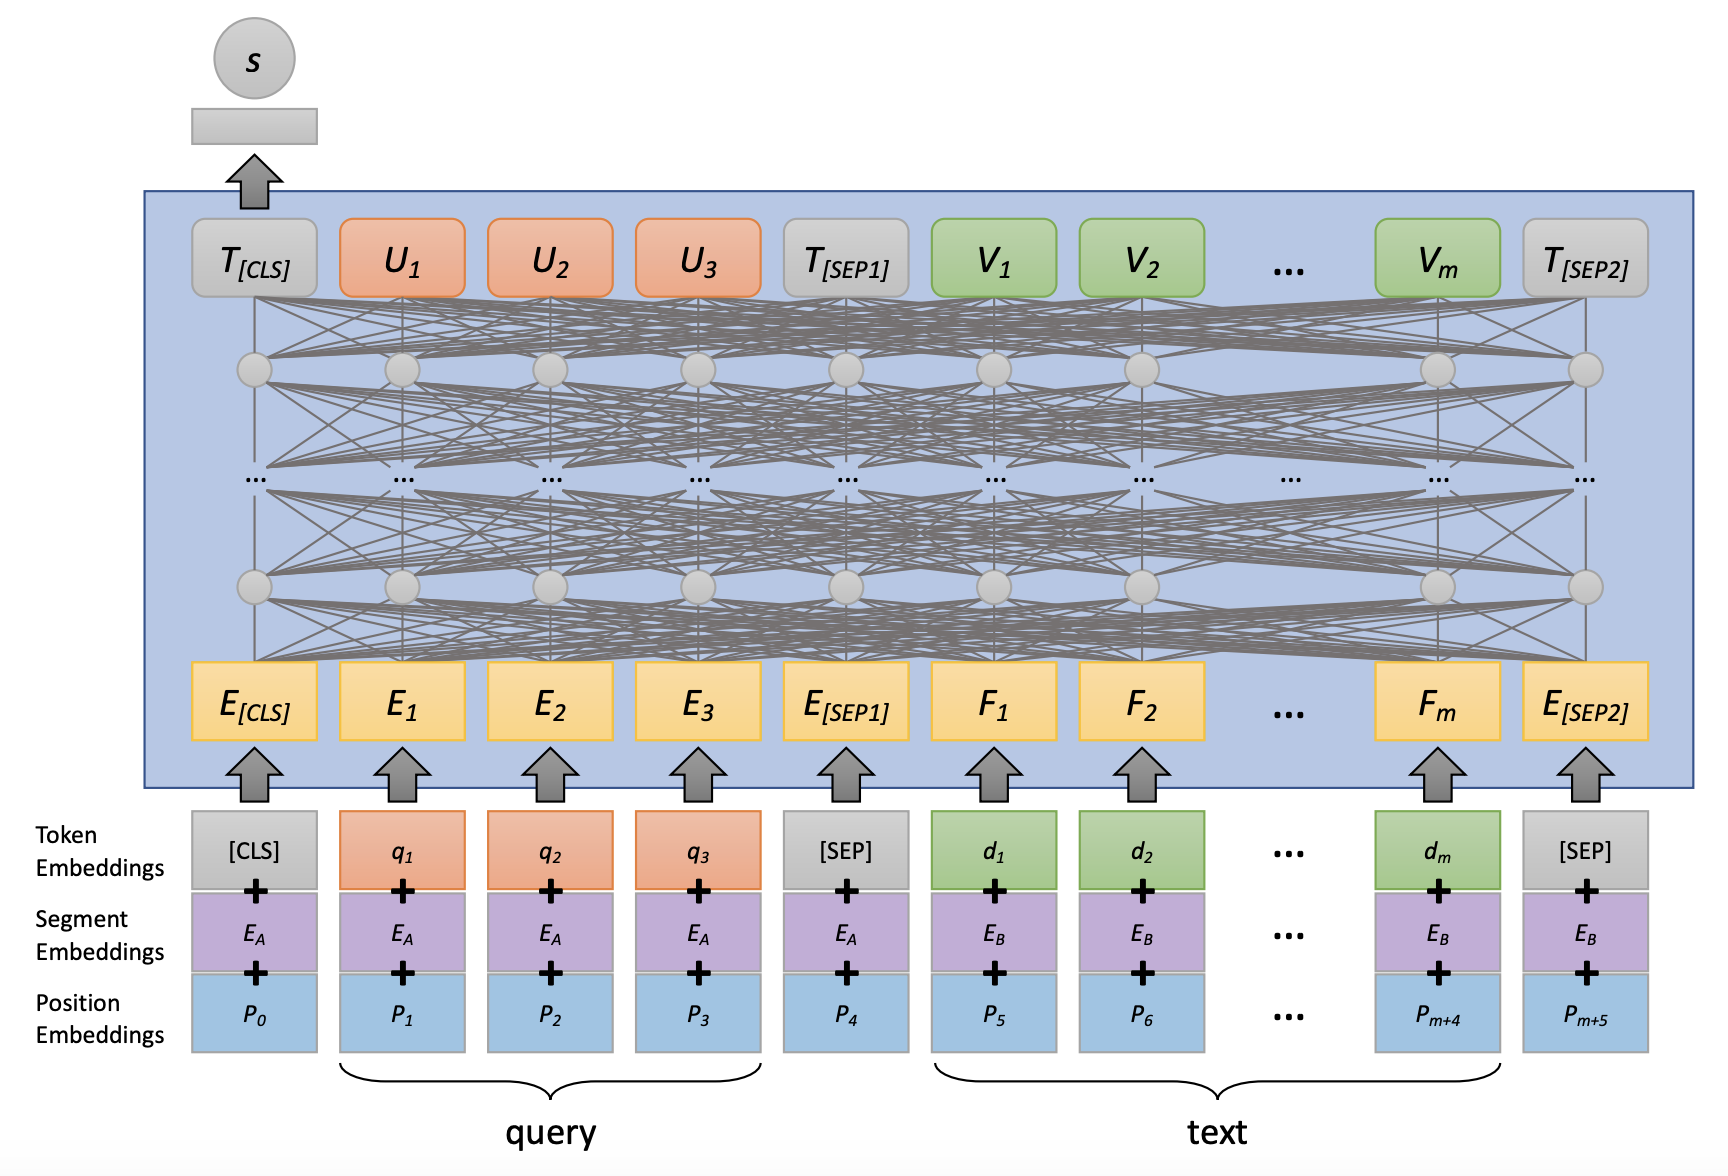 s
T[CLS] U1 U2 U3 T[SEP1] V1 V2 ... Vm T[SEP2]
... ... ... ... ... ... ... ... ... ...
E[CLS] E1 E2 E3 E[SEP1] F1 F2 ... Fm E[SEP2]
Token Embeddings [CLS] q1 q2 q3 [SEP] d1 d2 ... dm [SEP]
+ + + + + + + + +
Segment Embeddings EA EA EA EA EA EB EB ... EB EB
+ + + + + + + + +
Position Embeddings P0 P1 P2 P3 P4 P5 P6 ... Pm+4 Pm+5
query text